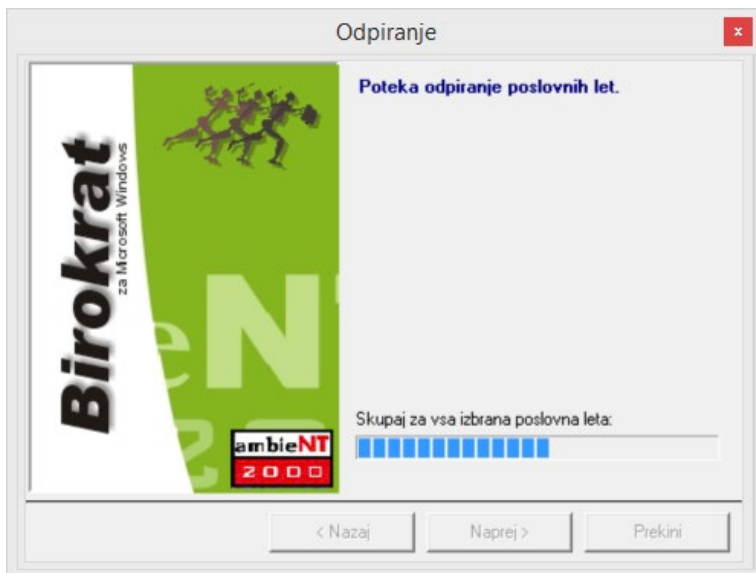 Odpiranje
x
Birokrat
za Microsoft Windows
Poteka odpiranje poslovnih let.
eNT
ambieNT
2000
Skupaj za vsa izbrana poslovna leta:
< Nazaj
Naprej >
Prekini